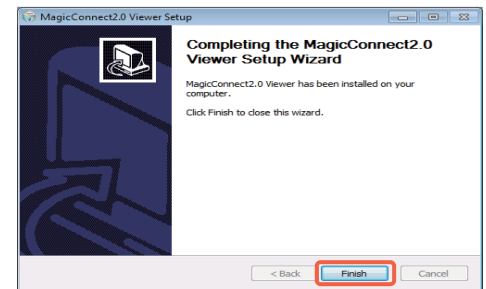 MagicConnect2.0 Viewer Setup
Completing the MagicConnect2.0
Viewer Setup Wizard
MagicConnect2.0 Viewer has been installed on your
computer.
Click Finish to close this wizard.
< Back
Finish
Cancel